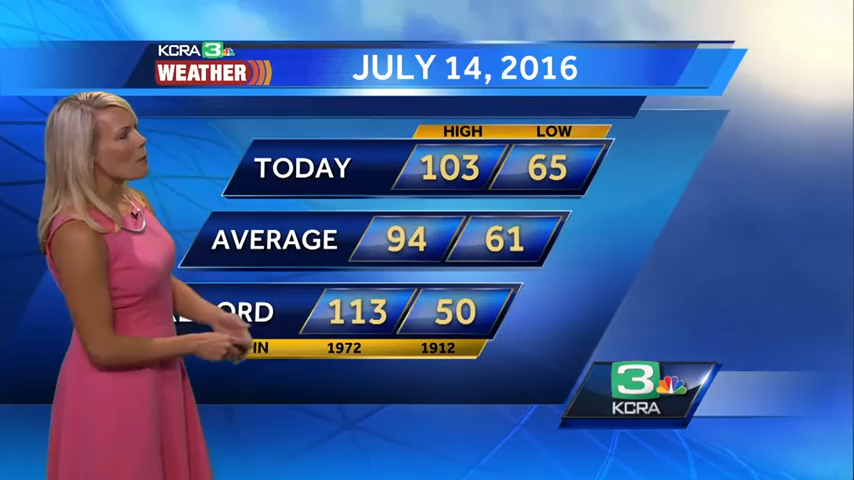 KCRA 3
WEATHER
JULY 14, 2016
HIGH LOW
TODAY 103 65
AVERAGE 94 61
ORD 113 50
IN 1972 1912
3
KCRA